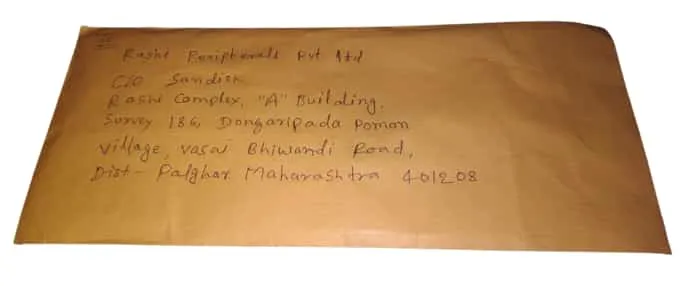 Rashi Peripherals Pvt Ltd
C/O Sandisk
Rashi Complex, "A" Building,
Survey 186, Dongaripada Poman
Village, Vasai Bhiwandi Road,
Dist - Palghar Maharashtra 401208